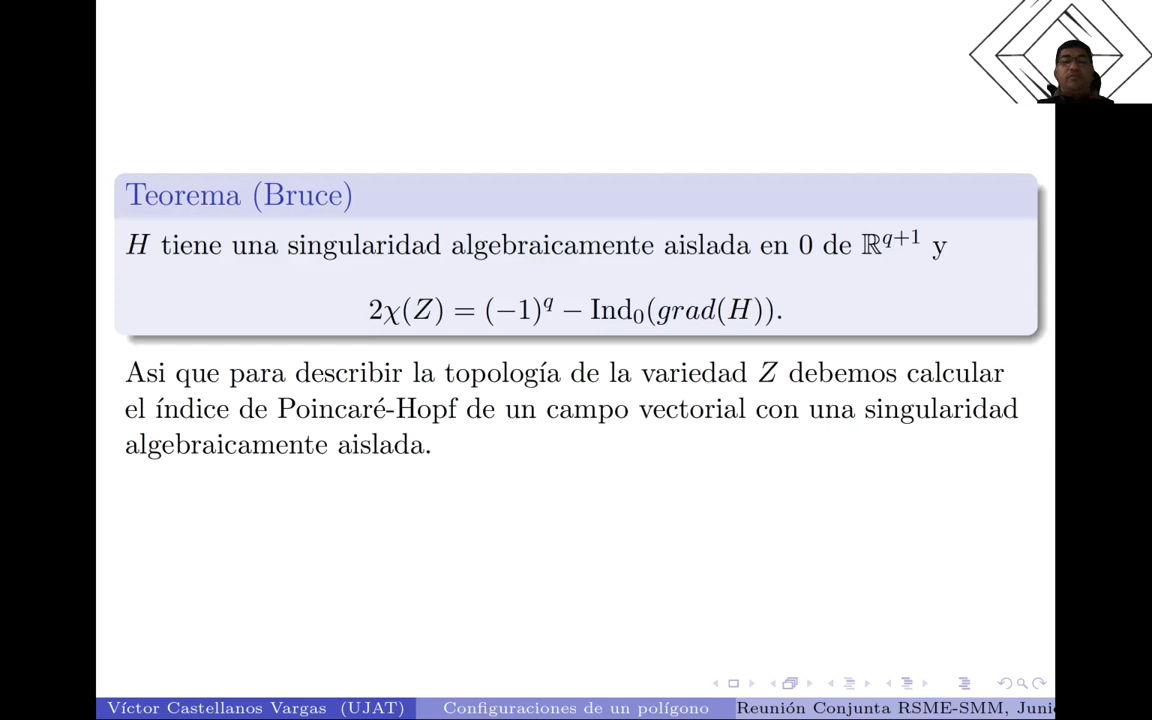 Teorema (Bruce)
H tiene una singularidad algebraicamente aislada en 0 de ℝ^{q+1} y
2χ(Z) = (−1)^q − Ind₀(grad(H)).
Asi que para describir la topología de la variedad Z debemos calcular
el índice de Poincaré-Hopf de un campo vectorial con una singularidad
algebraicamente aislada.
Víctor Castellanos Vargas (UJAT) Configuraciones de un polígono Reunión Conjunta RSME-SMM, Juni